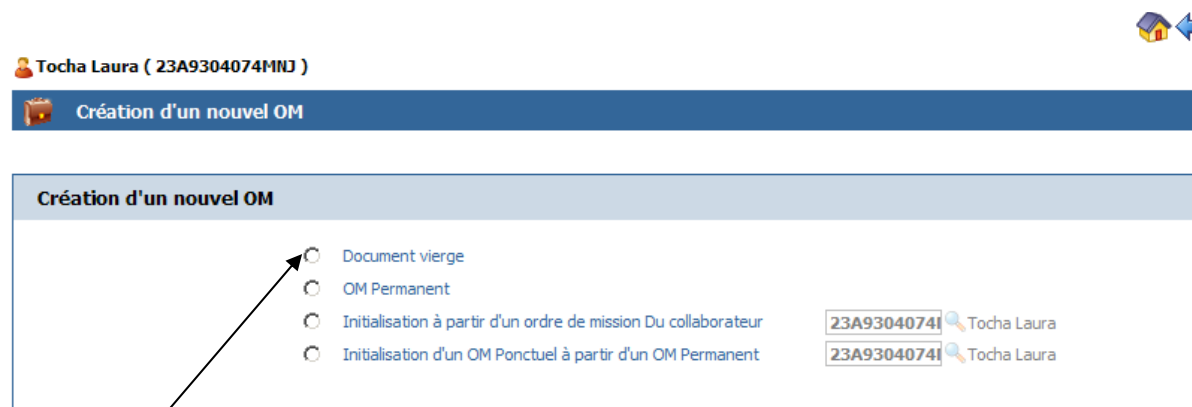 Tocha Laura ( 23A9304074MNJ )
Création d'un nouvel OM
Création d'un nouvel OM
Document vierge
OM Permanent
Initialisation à partir d'un ordre de mission Du collaborateur 23A9304074I Tocha Laura
Initialisation d'un OM Ponctuel à partir d'un OM Permanent 23A9304074I Tocha Laura